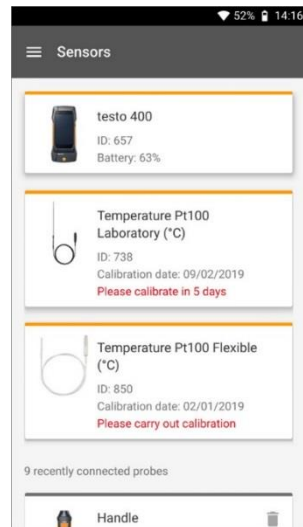 52% 14:16
Sensors
testo 400
ID: 657
Battery: 63%
Temperature Pt100
Laboratory (°C)
ID: 738
Calibration date: 09/02/2019
Please calibrate in 5 days
Temperature Pt100 Flexible
(°C)
ID: 850
Calibration date: 02/01/2019
Please carry out calibration
9 recently connected probes
Handle